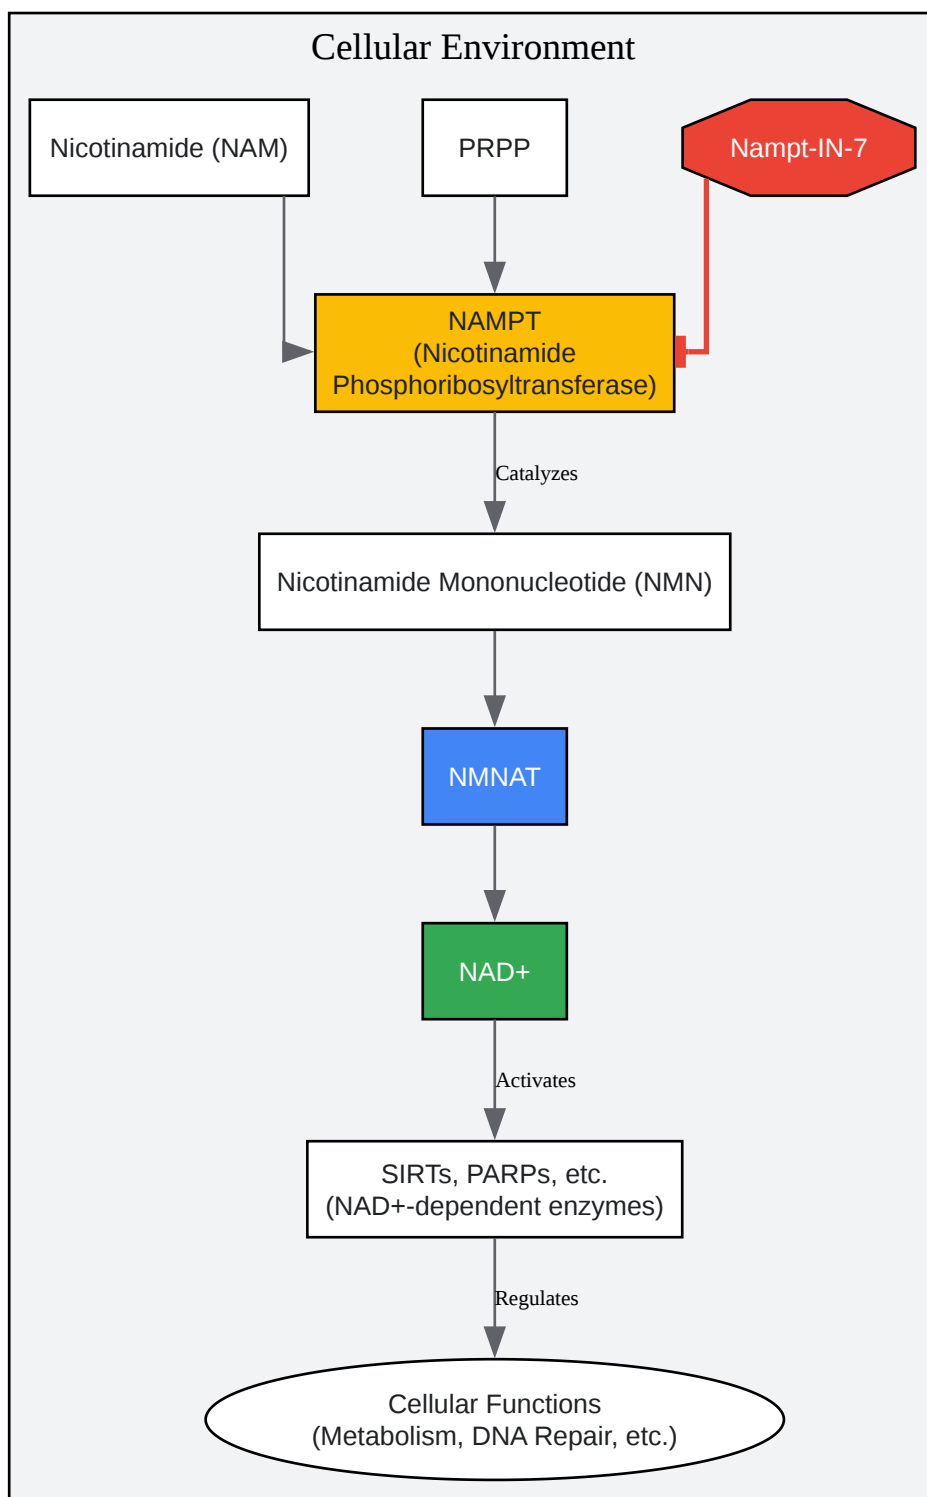 Cellular Environment
Nicotinamide (NAM)
PRPP
Nampt-IN-7
NAMPT
(Nicotinamide
Phosphoribosyltransferase)
Catalyzes
Nicotinamide Mononucleotide (NMN)
NMNAT
NAD+
Activates
SIRTs, PARPs, etc.
(NAD+-dependent enzymes)
Regulates
Cellular Functions
(Metabolism, DNA Repair, etc.)